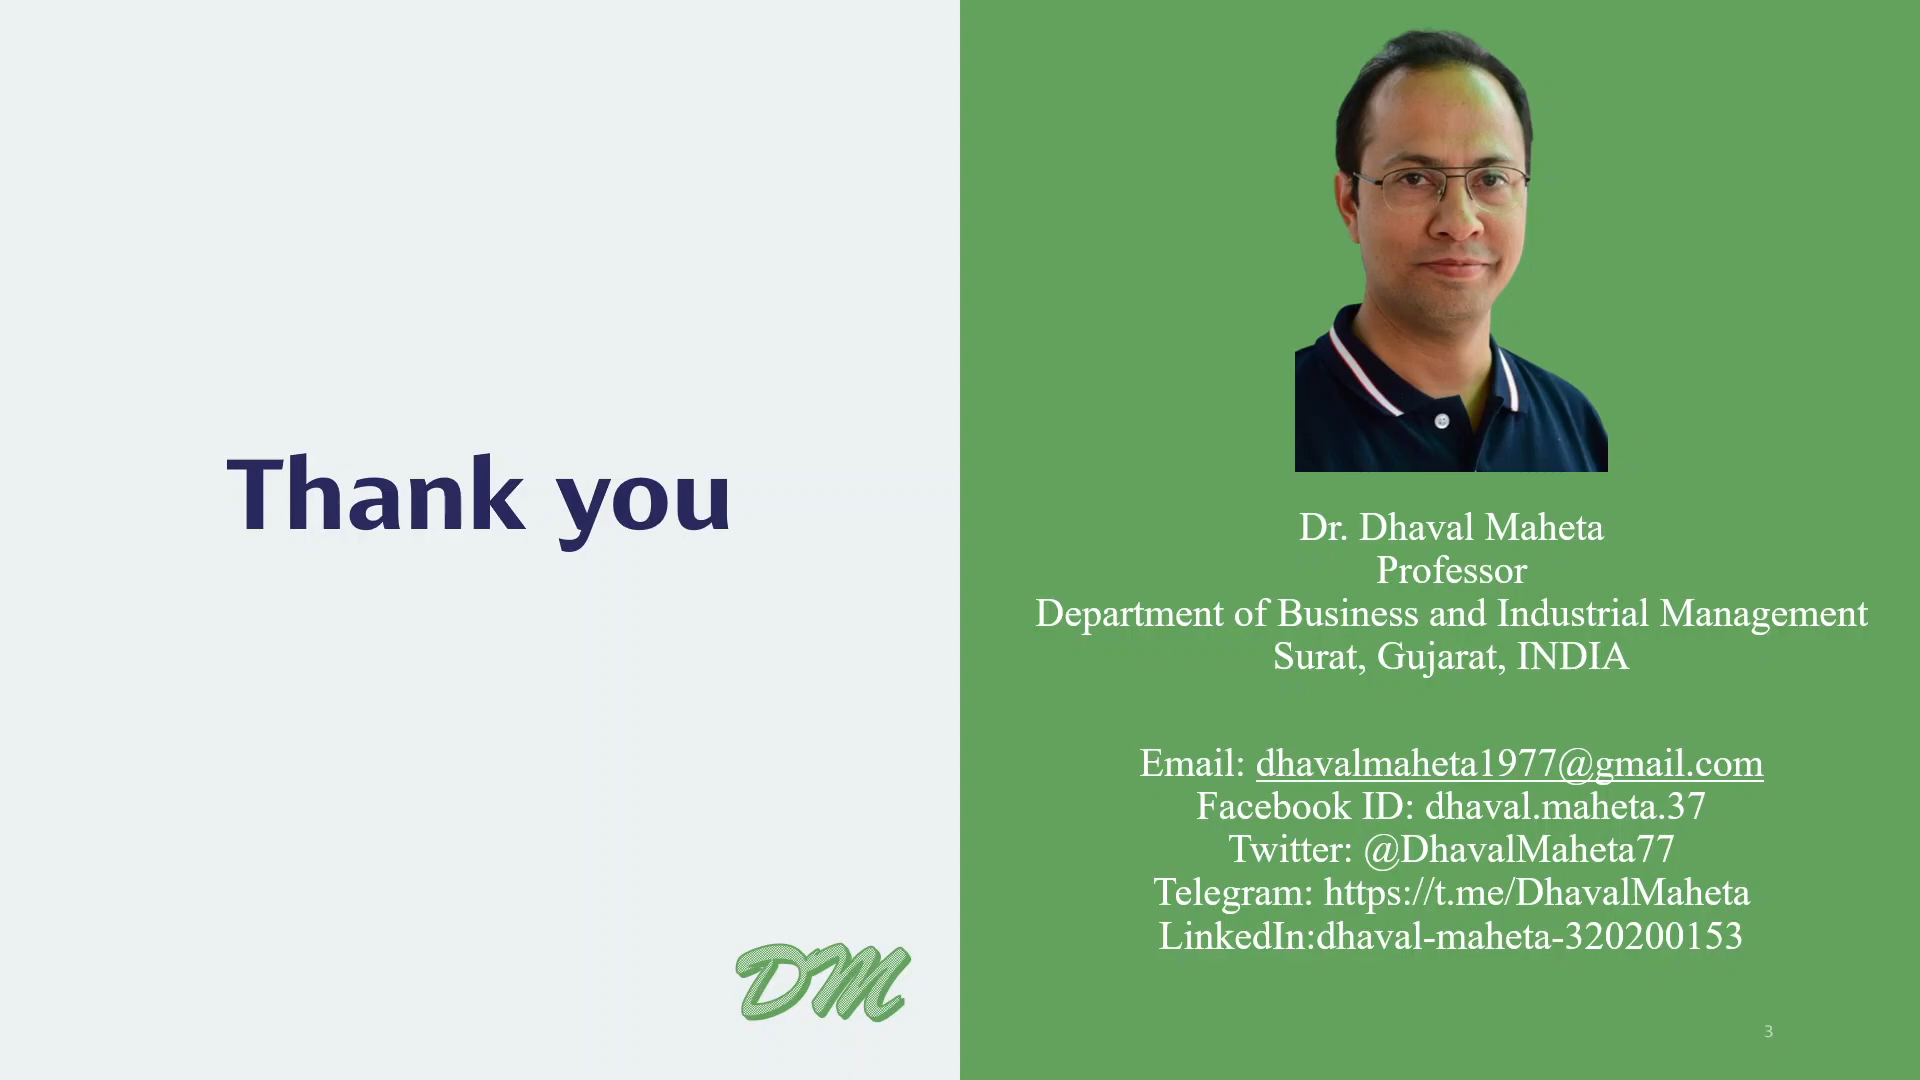 Thank you
DM
Dr. Dhaval Maheta
Professor
Department of Business and Industrial Management
Surat, Gujarat, INDIA
Email: dhavalmaheta1977@gmail.com
Facebook ID: dhaval.maheta.37
Twitter: @DhavalMaheta77
Telegram: https://t.me/DhavalMaheta
LinkedIn:dhaval-maheta-320200153
3